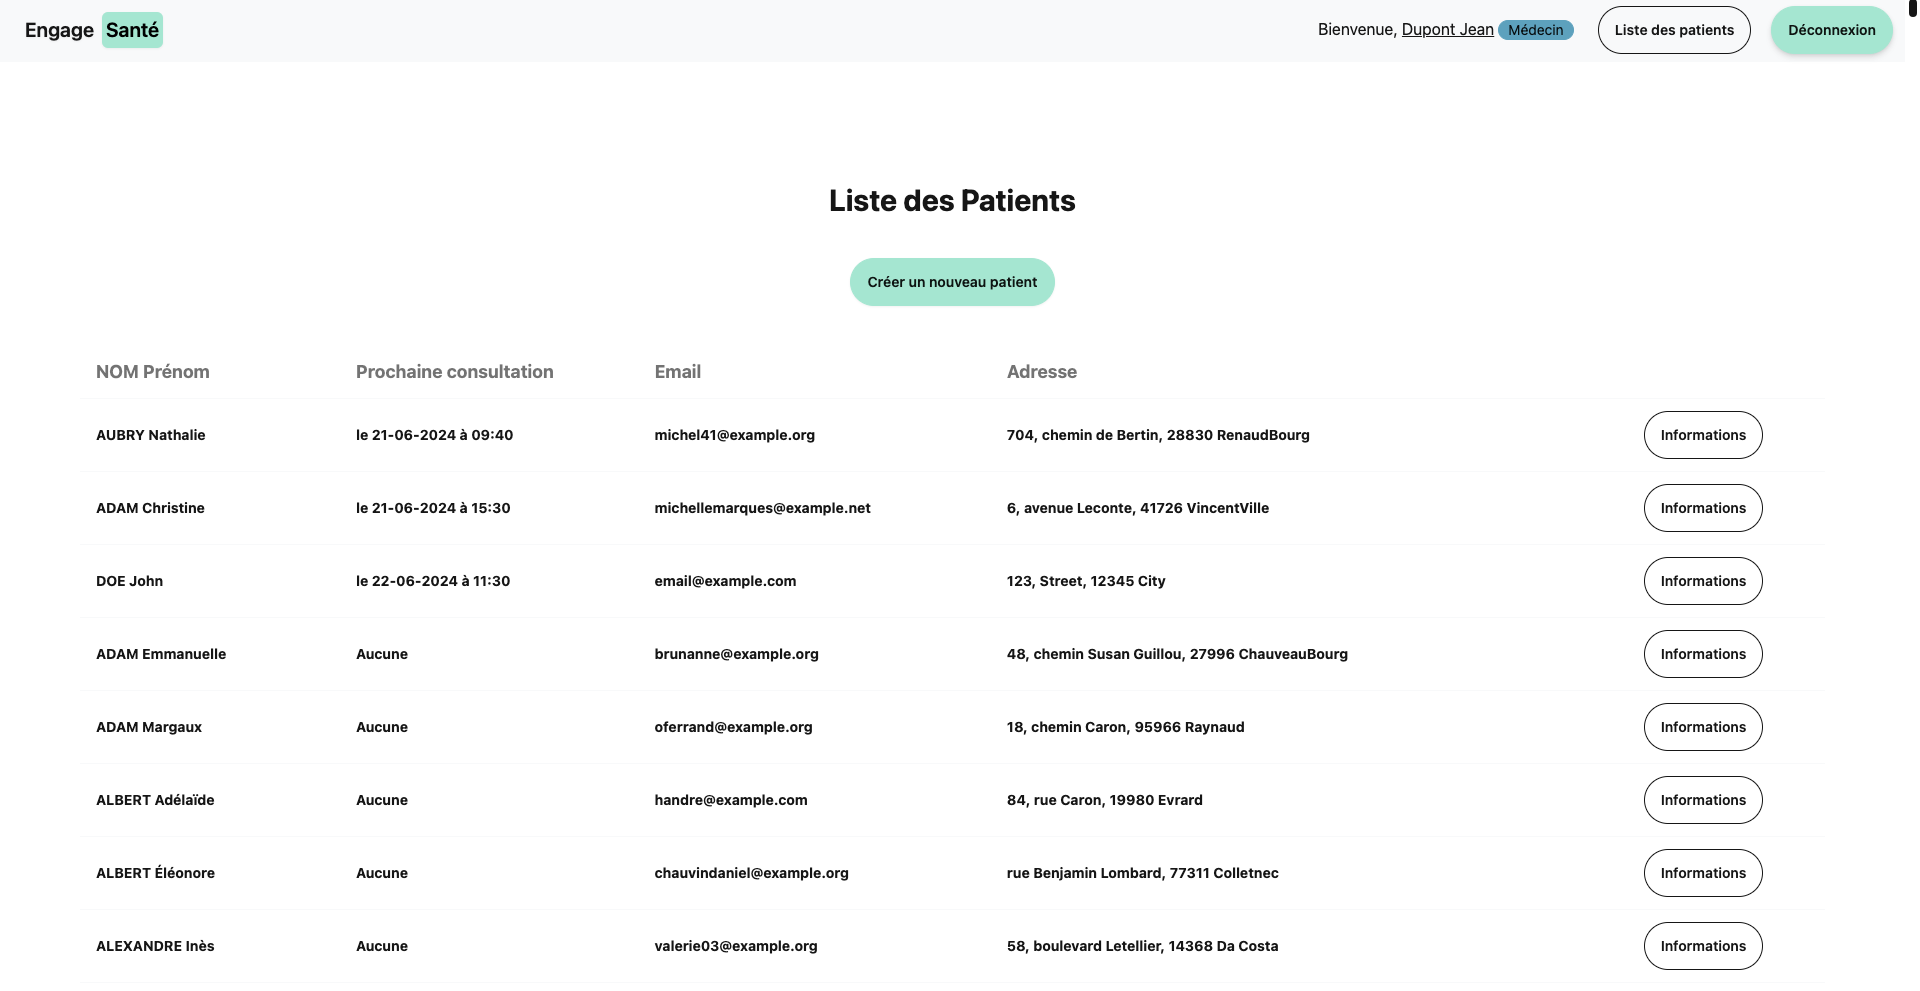 Engage Santé Bienvenue, Dupont Jean Médecin Liste des patients Déconnexion
Liste des Patients
Créer un nouveau patient
NOM Prénom Prochaine consultation Email Adresse
AUBRY Nathalie le 21-06-2024 à 09:40 michel41@example.org 704, chemin de Bertin, 28830 RenaudBourg Informations
ADAM Christine le 21-06-2024 à 15:30 michellemarques@example.net 6, avenue Leconte, 41726 VincentVille Informations
DOE John le 22-06-2024 à 11:30 email@example.com 123, Street, 12345 City Informations
ADAM Emmanuelle Aucune brunanne@example.org 48, chemin Susan Guillou, 27996 ChauveauBourg Informations
ADAM Margaux Aucune oferrand@example.org 18, chemin Caron, 95966 Raynaud Informations
ALBERT Adélaïde Aucune handre@example.com 84, rue Caron, 19980 Evrard Informations
ALBERT Éléonore Aucune chauvindaniel@example.org rue Benjamin Lombard, 77311 Colletnec Informations
ALEXANDRE Inès Aucune valerie03@example.org 58, boulevard Letellier, 14368 Da Costa Informations